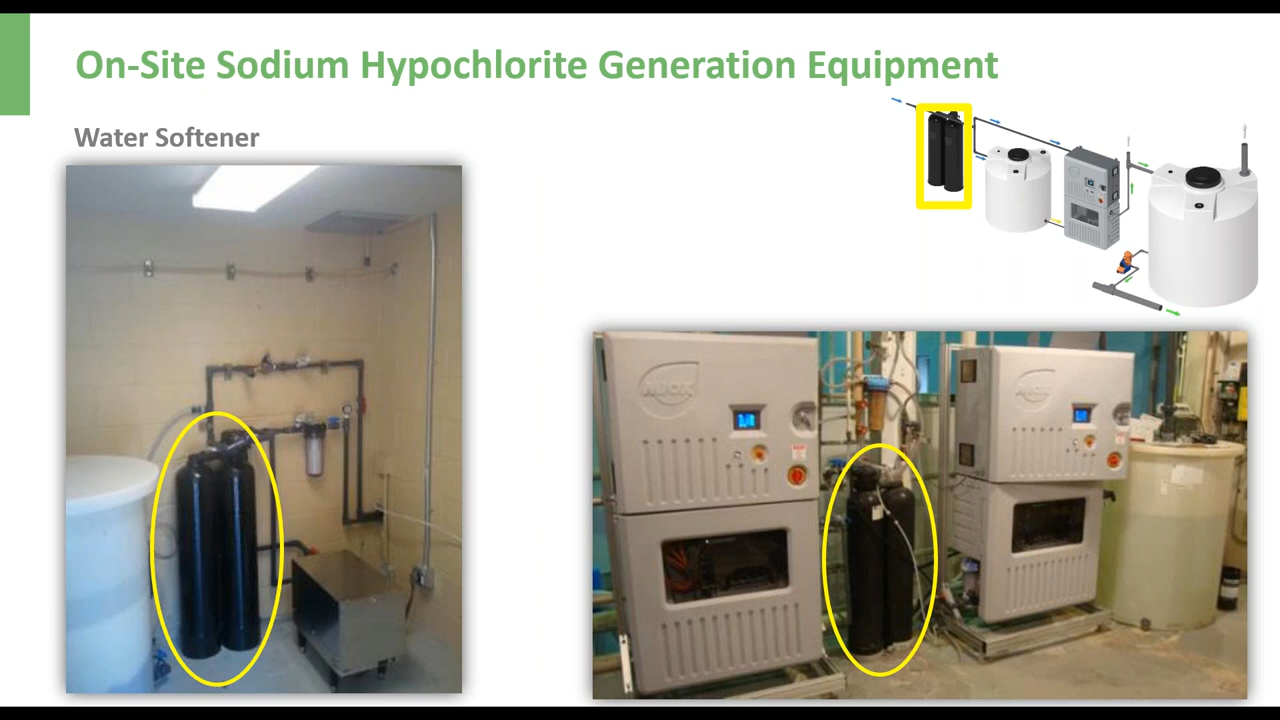 On-Site Sodium Hypochlorite Generation Equipment
Water Softener